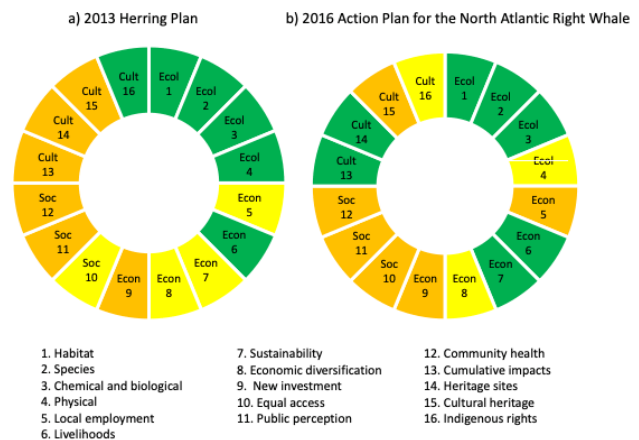 a) 2013 Herring Plan
b) 2016 Action Plan for the North Atlantic Right Whale
Ecol
1
Ecol
2
Ecol
3
Ecol
4
Econ
5
Econ
6
Econ
7
Econ
8
Econ
9
Soc
10
Soc
11
Soc
12
Cult
13
Cult
14
Cult
15
Cult
16
Ecol
1
Ecol
2
Ecol
3
Ecol
4
Econ
5
Econ
6
Econ
7
Econ
8
Econ
9
Soc
10
Soc
11
Soc
12
Cult
13
Cult
14
Cult
15
Cult
16
1. Habitat
2. Species
3. Chemical and biological
4. Physical
5. Local employment
6. Livelihoods
7. Sustainability
8. Economic diversification
9. New investment
10. Equal access
11. Public perception
12. Community health
13. Cumulative impacts
14. Heritage sites
15. Cultural heritage
16. Indigenous rights